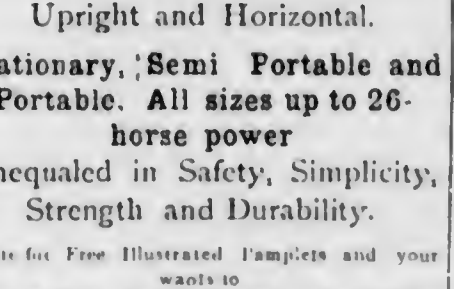 Upright and Horizontal.
ationary, Semi Portable and
Portable. All sizes up to 26-
horse power
nequaled in Safety, Simplicity,
Strength and Durability.
for Free Illustrated Pamplets and your
wants to